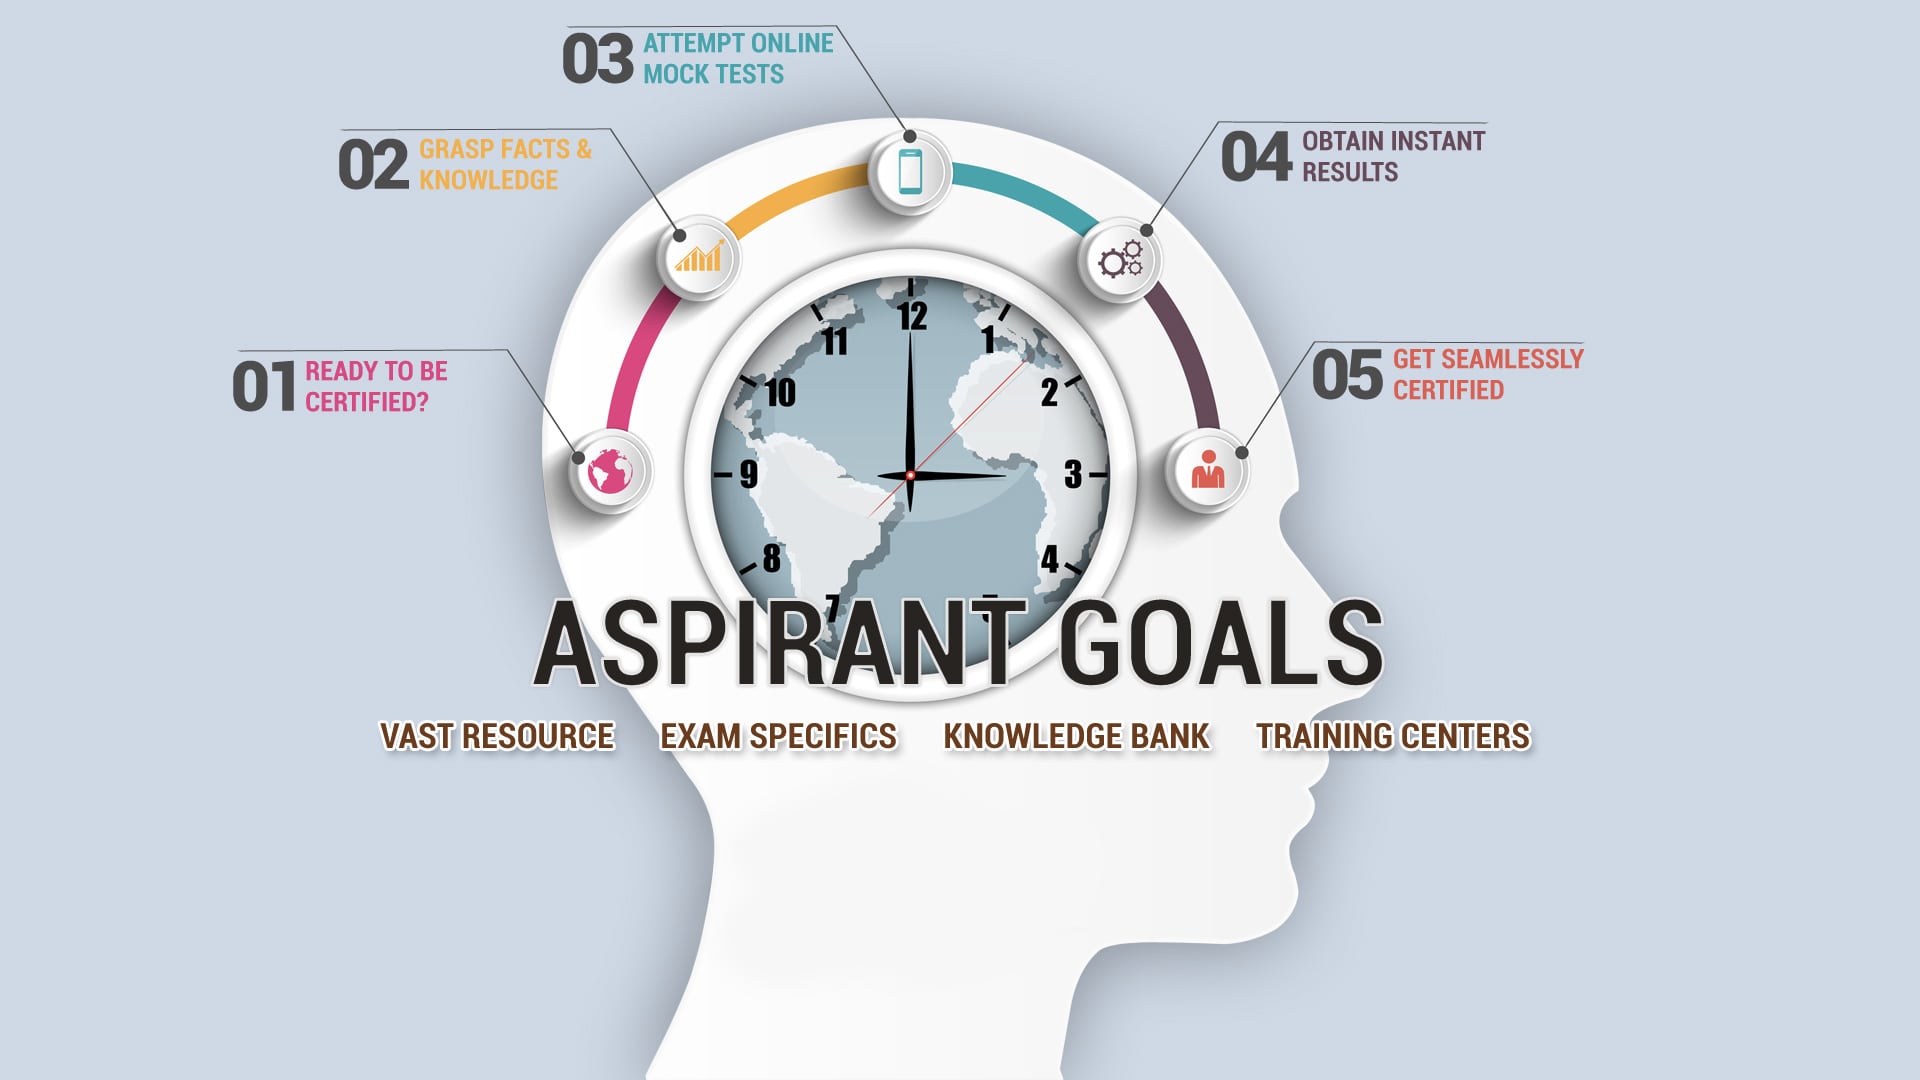 03 ATTEMPT ONLINE
MOCK TESTS
02 GRASP FACTS &
KNOWLEDGE
04 OBTAIN INSTANT
RESULTS
01 READY TO BE
CERTIFIED?
05 GET SEAMLESSLY
CERTIFIED
12
11
1
10
2
9
3
8
4
7
5
ASPIRANT GOALS
VAST RESOURCE EXAM SPECIFICS KNOWLEDGE BANK TRAINING CENTERS